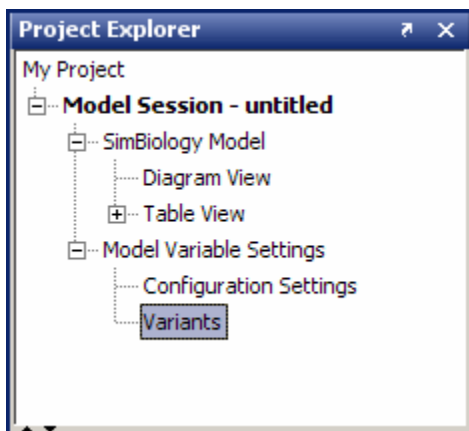 Project Explorer
My Project
Model Session - untitled
SimBiology Model
Diagram View
Table View
Model Variable Settings
Configuration Settings
Variants